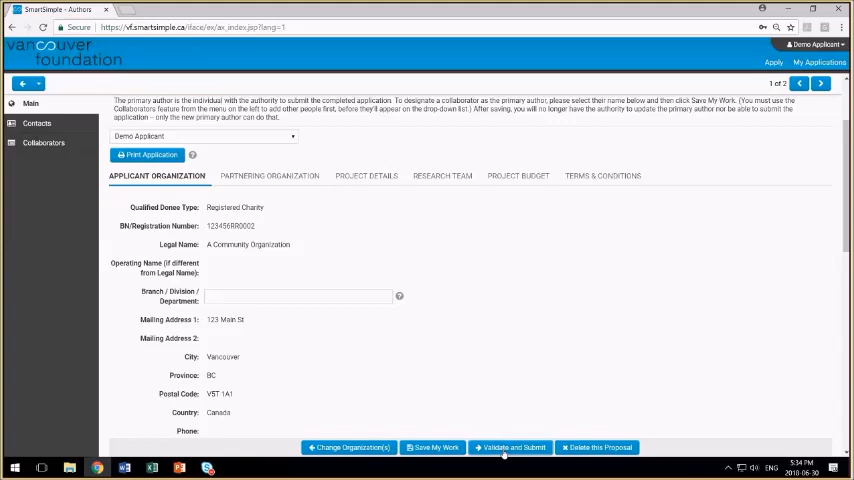 SmartSimple - Authors
Secure https://vf.smartsimple.ca/iface/ex/ax_index.jsp?lang=1
vancouver
foundation
Demo Applicant
Apply My Applications
1 of 2
Main
Contacts
Collaborators
The primary author is the individual with the authority to submit the completed application. To designate a collaborator as the primary author, please select their name below and then click Save My Work. (You must use the
Collaborators feature from the menu on the left to add other people first, before they'll appear on the drop-down list.) After saving, you will no longer have the authority to update the primary author nor be able to submit the
application – only the new primary author can do that.
Demo Applicant
Print Application
APPLICANT ORGANIZATION PARTNERING ORGANIZATION PROJECT DETAILS RESEARCH TEAM PROJECT BUDGET TERMS & CONDITIONS
Qualified Donee Type: Registered Charity
BN/Registration Number: 123456RR0002
Legal Name: A Community Organization
Operating Name (if different
from Legal Name):
Branch / Division /
Department:
Mailing Address 1: 123 Main St
Mailing Address 2:
City: Vancouver
Province: BC
Postal Code: V5T 1A1
Country: Canada
Phone:
Change Organization(s) Save My Work Validate and Submit Delete this Proposal
ENG
5:34 PM
2018-06-30